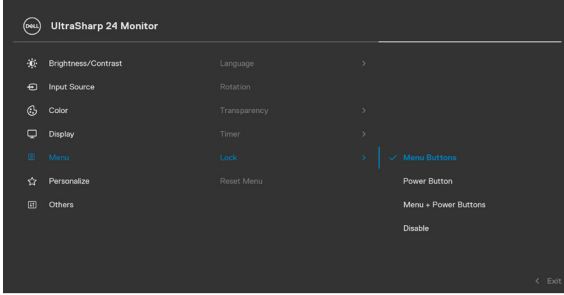 DELL UltraSharp 24 Monitor
Brightness/Contrast Language >
Input Source Rotation
Color Transparency >
Display Timer >
Menu Lock > ✓ Menu Buttons
Personalize Reset Menu Power Button
Others Menu + Power Buttons
Disable
< Exit